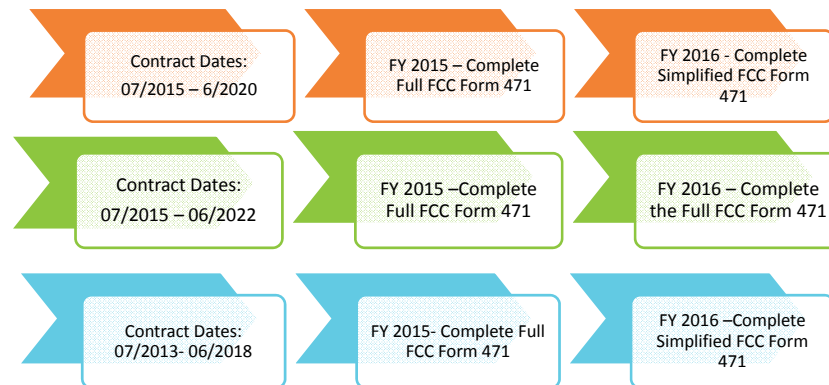 Contract Dates:
07/2015 – 6/2020
FY 2015 – Complete
Full FCC Form 471
FY 2016 - Complete
Simplified FCC Form
471
Contract Dates:
07/2015 – 06/2022
FY 2015 –Complete
Full FCC Form 471
FY 2016 – Complete
the Full FCC Form 471
Contract Dates:
07/2013- 06/2018
FY 2015- Complete Full
FCC Form 471
FY 2016 –Complete
Simplified FCC Form
471